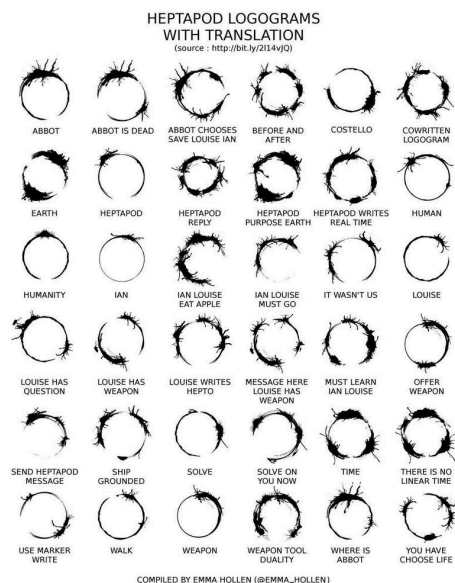 HEPTAPOD LOGOGRAMS
WITH TRANSLATION
(source : http://bit.ly/2l14vJQ)
ABBOT
ABBOT IS DEAD
ABBOT CHOOSES
SAVE LOUISE IAN
BEFORE AND
AFTER
COSTELLO
COWRITTEN
LOGOGRAM
EARTH
HEPTAPOD
HEPTAPOD
REPLY
HEPTAPOD
PURPOSE EARTH
HEPTAPOD WRITES
REAL TIME
HUMAN
HUMANITY
IAN
IAN LOUISE
EAT APPLE
IAN LOUISE
MUST GO
IT WASN'T US
LOUISE
LOUISE HAS
QUESTION
LOUISE HAS
WEAPON
LOUISE WRITES
HEPTO
MESSAGE HERE
LOUISE HAS
WEAPON
MUST LEARN
IAN LOUISE
OFFER
WEAPON
SEND HEPTAPOD
MESSAGE
SHIP
GROUNDED
SOLVE
SOLVE ON
YOU NOW
TIME
THERE IS NO
LINEAR TIME
USE MARKER
WRITE
WALK
WEAPON
WEAPON TOOL
DUALITY
WHERE IS
ABBOT
YOU HAVE
CHOOSE LIFE
COMPILED BY EMMA HOLLEN (@EMMA_HOLLEN)